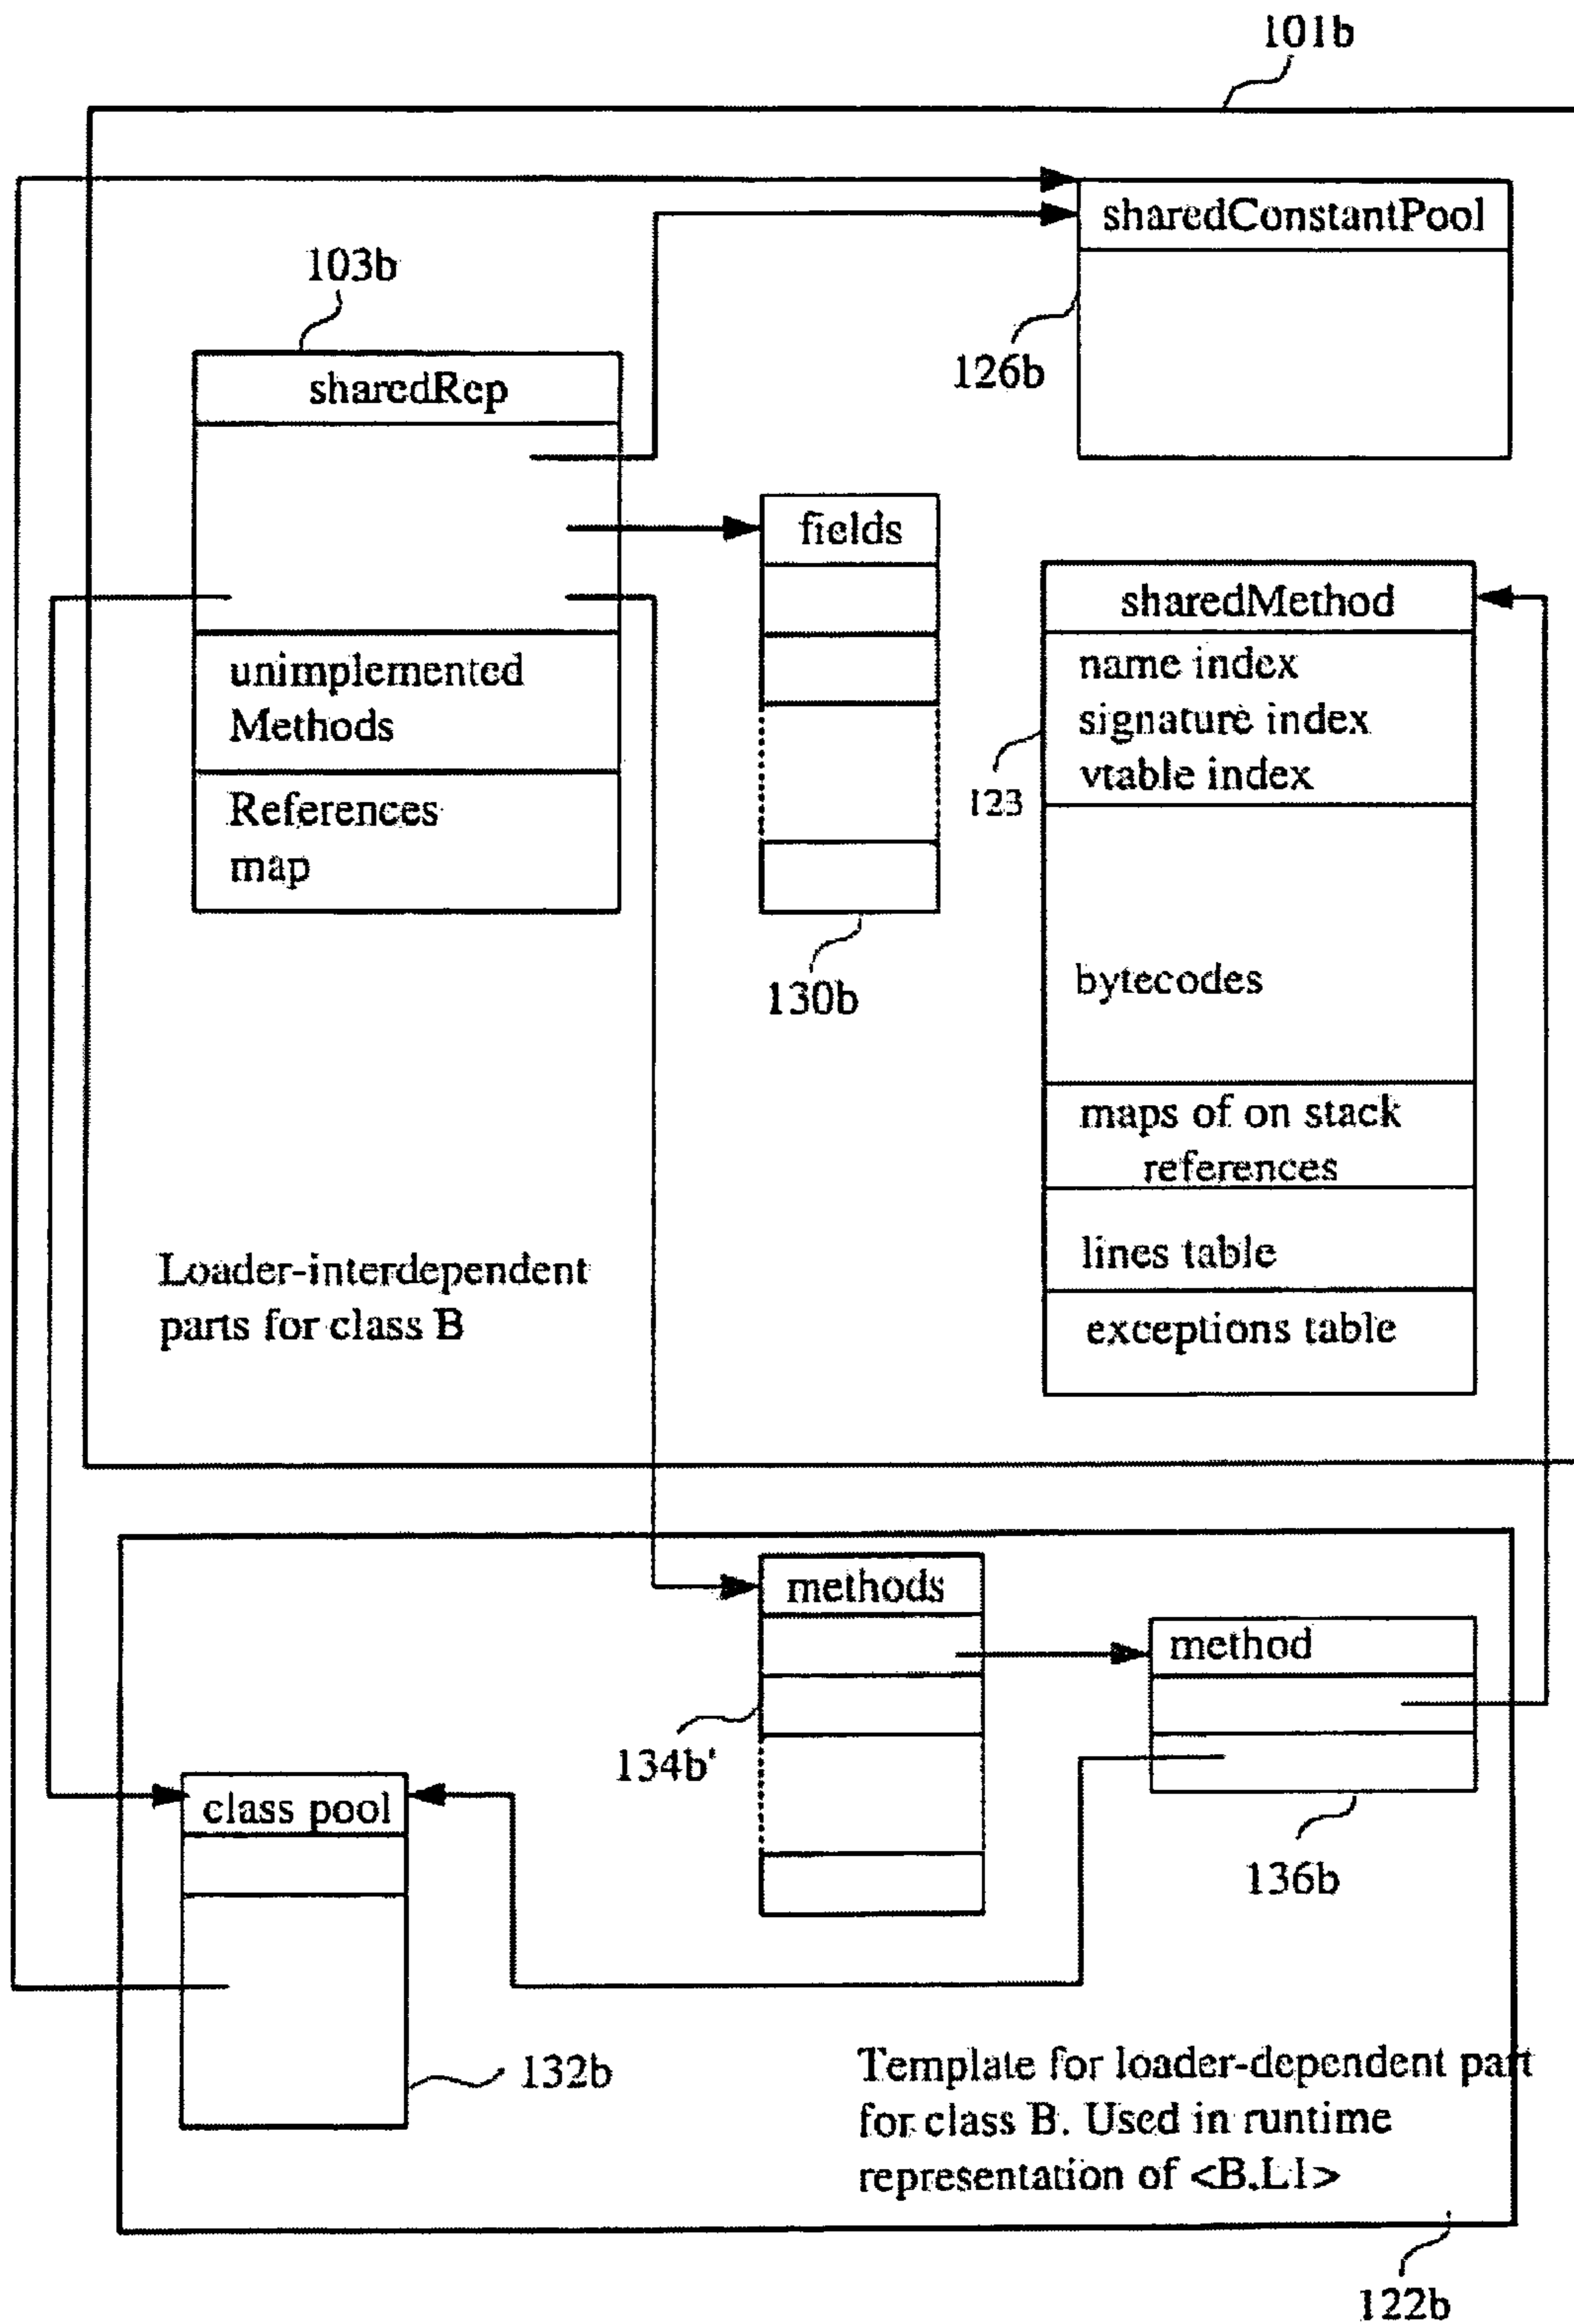 101b
sharedConstantPool
103b
126b
sharedRep
fields
sharedMethod
unimplemented
Methods
name index
signature index
vtable index
123
References
map
130b
bytecodes
maps of on stack
references
lines table
exceptions table
Loader-interdependent
parts for class B
methods
method
134b'
class pool
136b
132b
Template for loader-dependent part
for class B. Used in runtime
representation of <B.L1>
122b